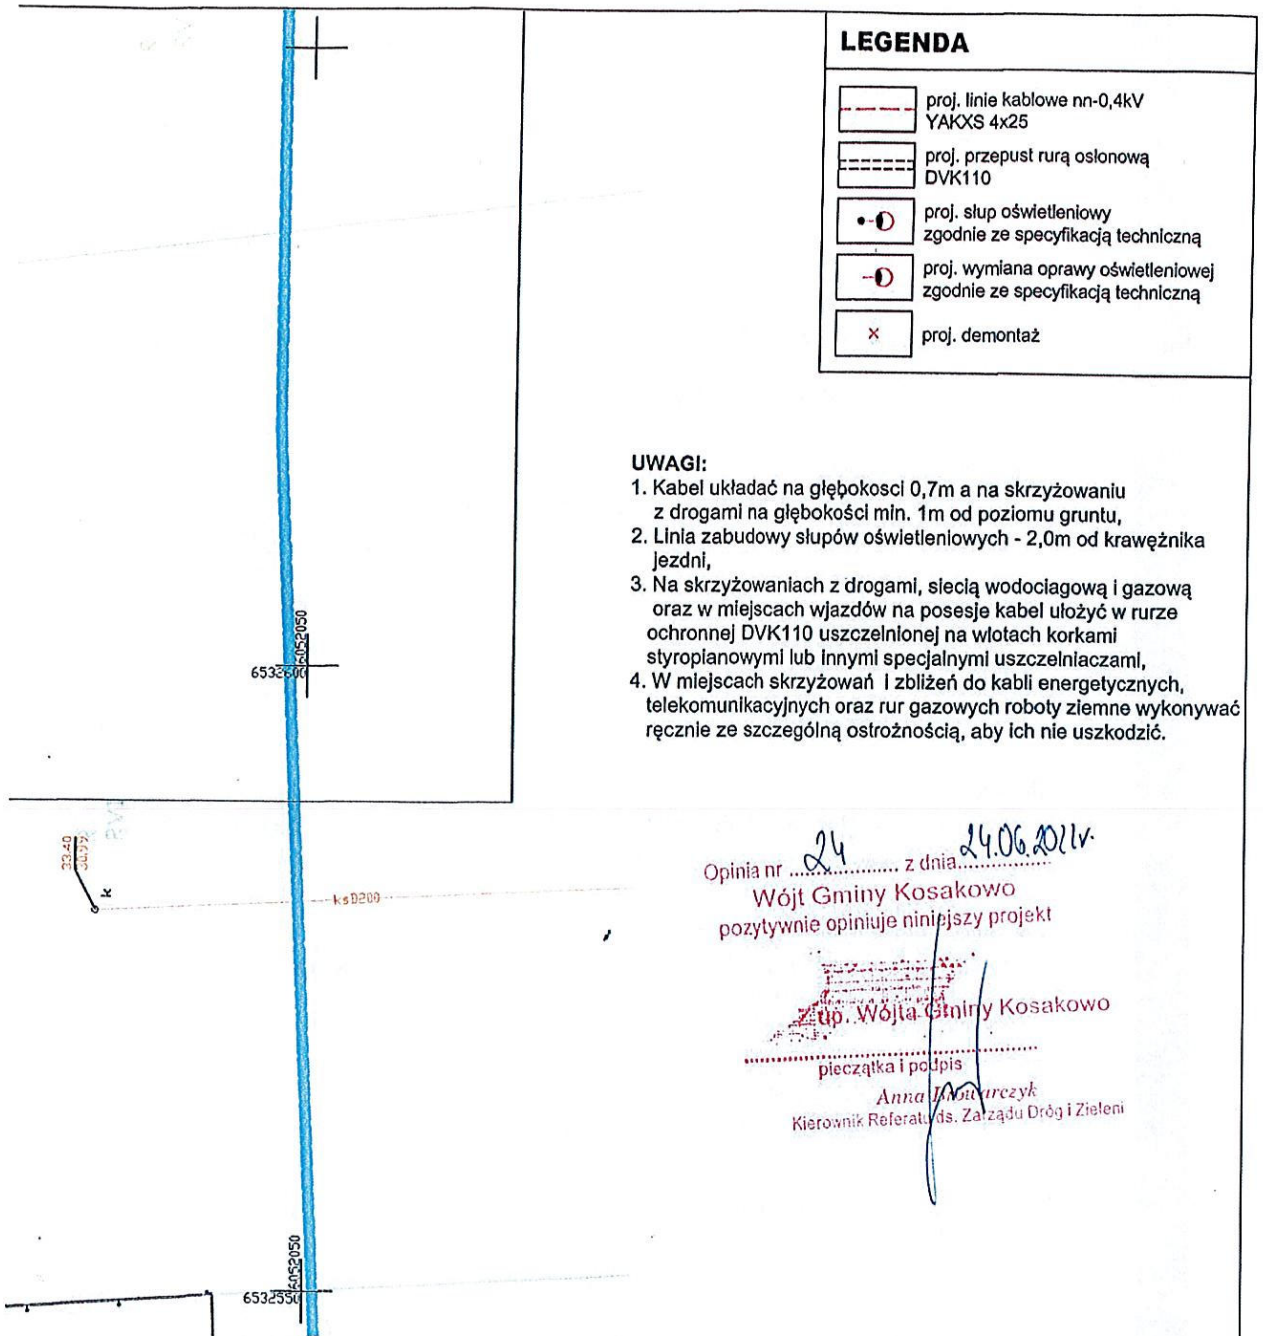 LEGENDA
proj. linie kablowe nn-0,4kV
YAKXS 4x25
proj. przepust rurą osłonową
DVK110
proj. słup oświetleniowy
zgodnie ze specyfikacją techniczną
proj. wymiana oprawy oświetleniowej
zgodnie ze specyfikacją techniczną
proj. demontaż
UWAGI:
1. Kabel układać na głębokosci 0,7m a na skrzyżowaniu
z drogami na głębokości min. 1m od poziomu gruntu,
2. Linia zabudowy słupów oświetleniowych - 2,0m od krawężnika
jezdni,
3. Na skrzyżowaniach z drogami, siecią wodociagową i gazową
oraz w miejscach wjazdów na posesje kabel ułożyć w rurze
ochronnej DVK110 uszczelnionej na wlotach korkami
styropianowymi lub innymi specjalnymi uszczelniaczami,
4. W miejscach skrzyżowań i zbliżeń do kabli energetycznych,
telekomunikacyjnych oraz rur gazowych roboty ziemne wykonywać
ręcznie ze szczególną ostrożnością, aby ich nie uszkodzić.
6052050
6532600
33.40
k
ksD200
Opinia nr 24 z dnia 24.06.2022r.
Wójt Gminy Kosakowo
pozytywnie opiniuje niniejszy projekt
Z up. Wójta Gminy Kosakowo
pieczątka i podpis
Anna
Kierownik Referatu ds. Zarządu Dróg i Zieleni
6052050
6532550